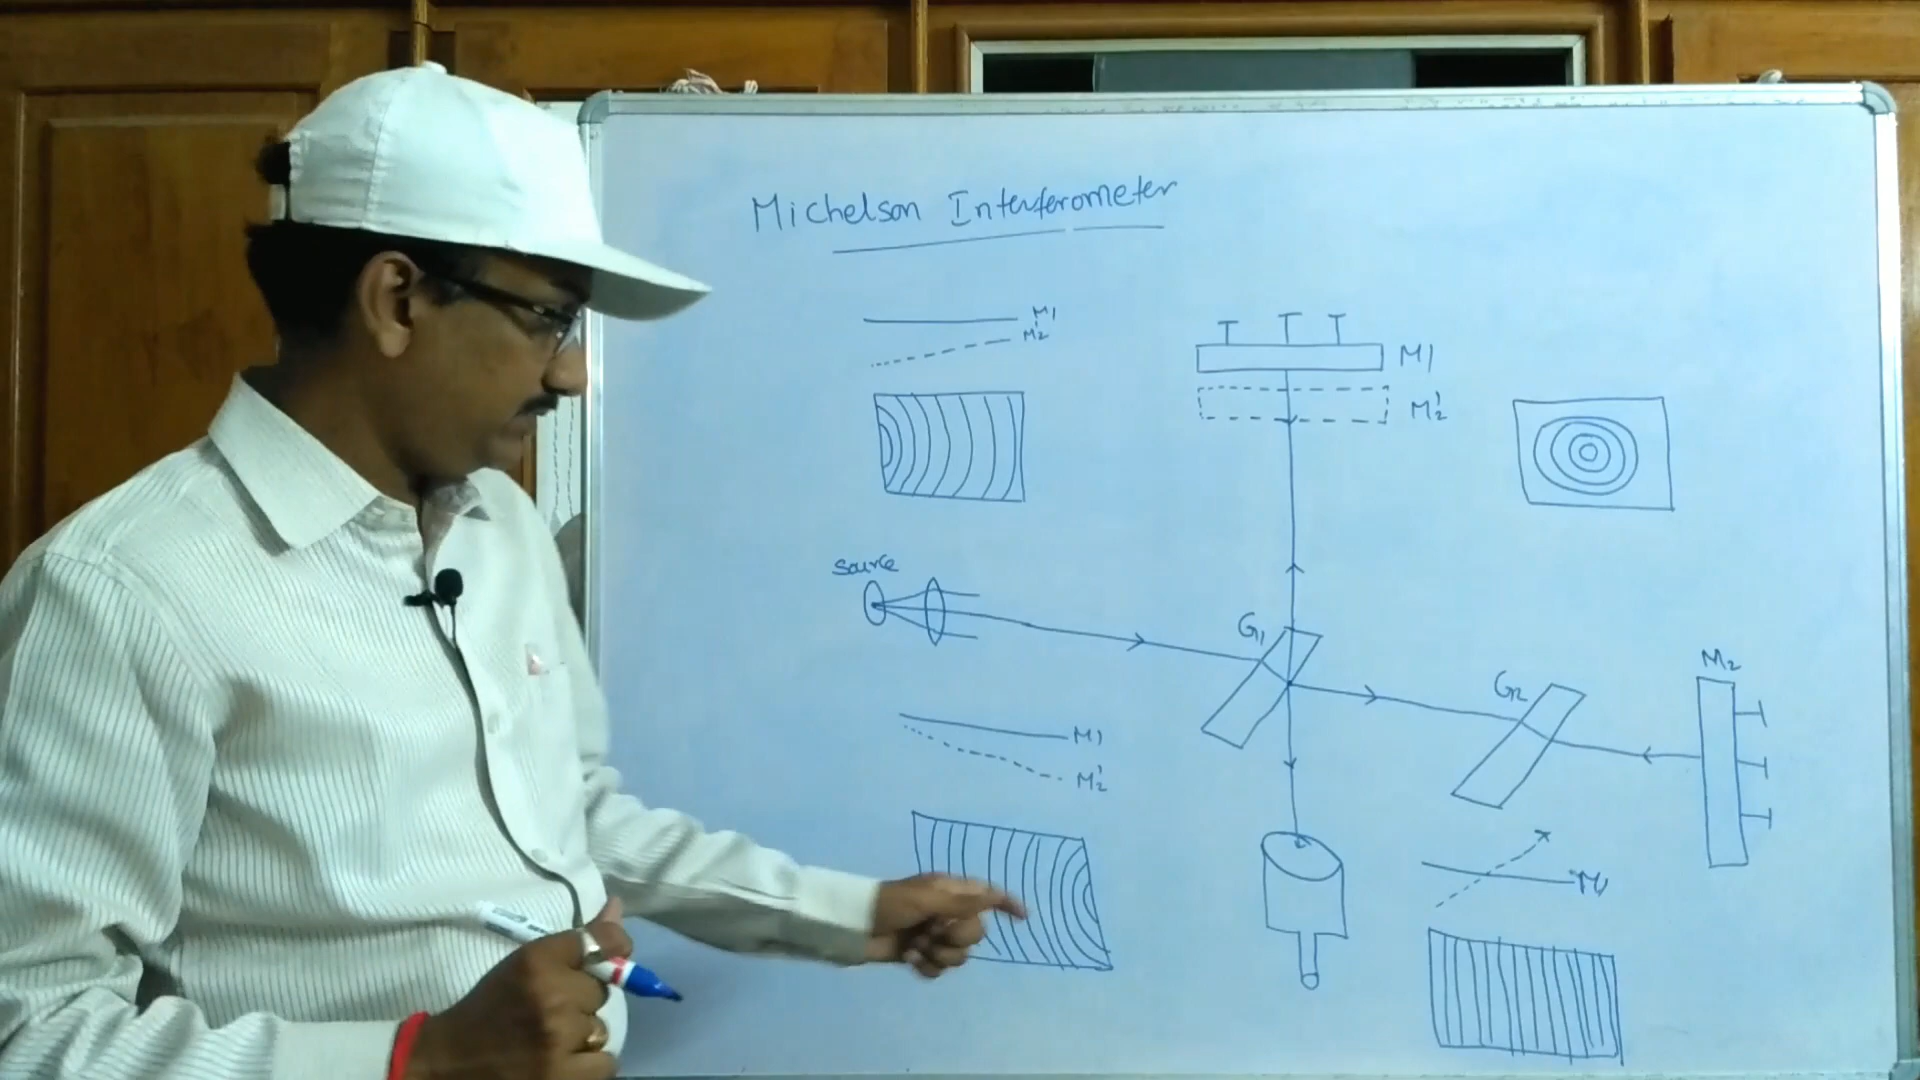 Michelson Interferometer
M1
M2'
M1
M2'
Source
G1
G2
M2
M1
M2'
M1